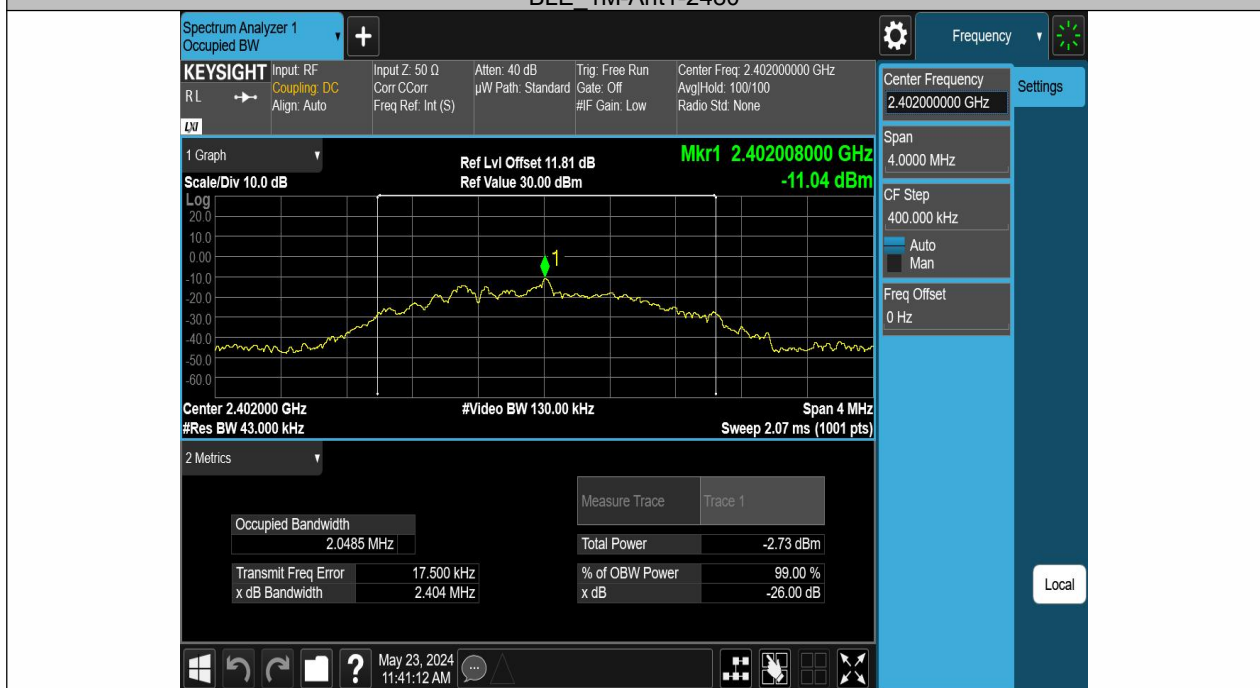 BLE_1M-Ant1-2480
Spectrum Analyzer 1
Occupied BW
Frequency
KEYSIGHT
RL
LXI
Input: RF
Coupling: DC
Align: Auto
Input Z: 50 Ω
Corr CCorr
Freq Ref: Int (S)
Atten: 40 dB
µW Path: Standard
Trig: Free Run
Gate: Off
#IF Gain: Low
Center Freq: 2.402000000 GHz
Avg|Hold: 100/100
Radio Std: None
Center Frequency
2.402000000 GHz
Settings
Span
4.0000 MHz
CF Step
400.000 kHz
Auto
Man
Freq Offset
0 Hz
1 Graph
Scale/Div 10.0 dB
Ref Lvl Offset 11.81 dB
Ref Value 30.00 dBm
Mkr1 2.402008000 GHz
-11.04 dBm
Log
20.0
10.0
0.00
-10.0
-20.0
-30.0
-40.0
-50.0
-60.0
1
Center 2.402000 GHz
#Video BW 130.00 kHz
Span 4 MHz
#Res BW 43.000 kHz
Sweep 2.07 ms (1001 pts)
2 Metrics
Measure Trace Trace 1
Occupied Bandwidth
2.0485 MHz
Total Power -2.73 dBm
Transmit Freq Error 17.500 kHz
% of OBW Power 99.00 %
x dB Bandwidth 2.404 MHz
x dB -26.00 dB
Local
?
May 23, 2024
11:41:12 AM